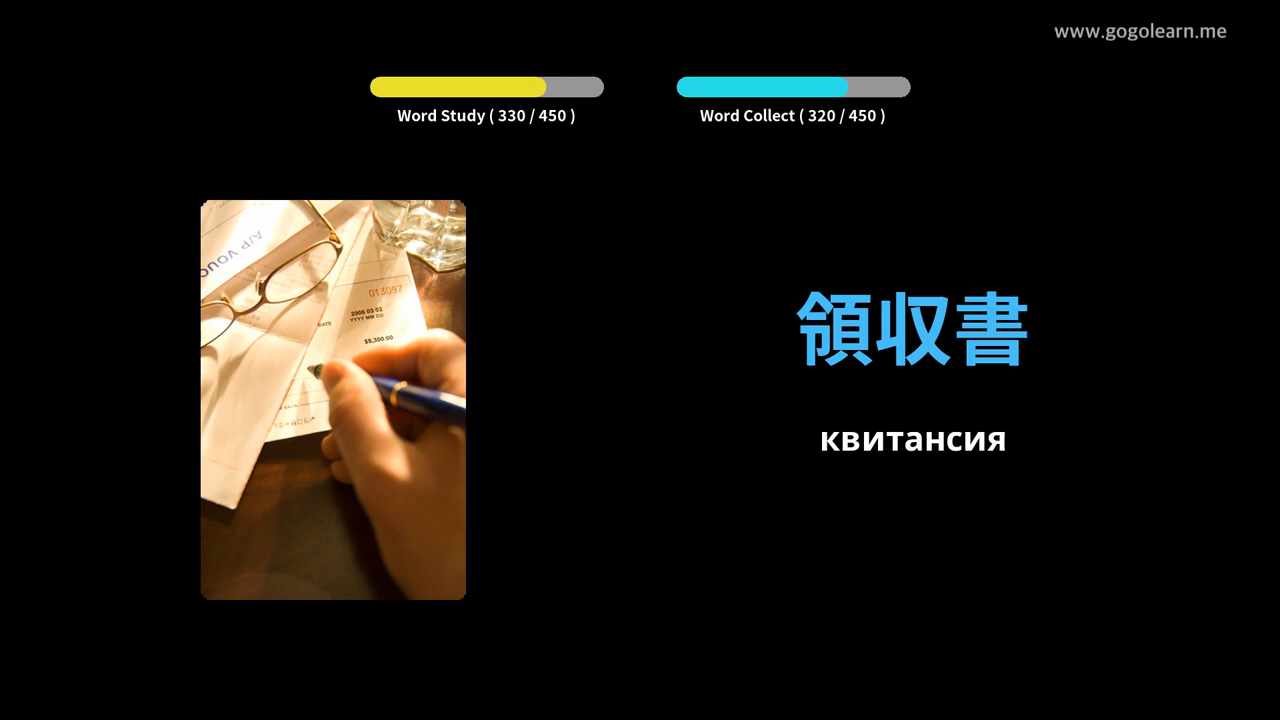 www.gogolearn.me
Word Study ( 330 / 450 )
Word Collect ( 320 / 450 )
A/P VOUC
013097
DATE
2006 03 02
YYYY MM DD
$5,300.00
領収書
квитансия